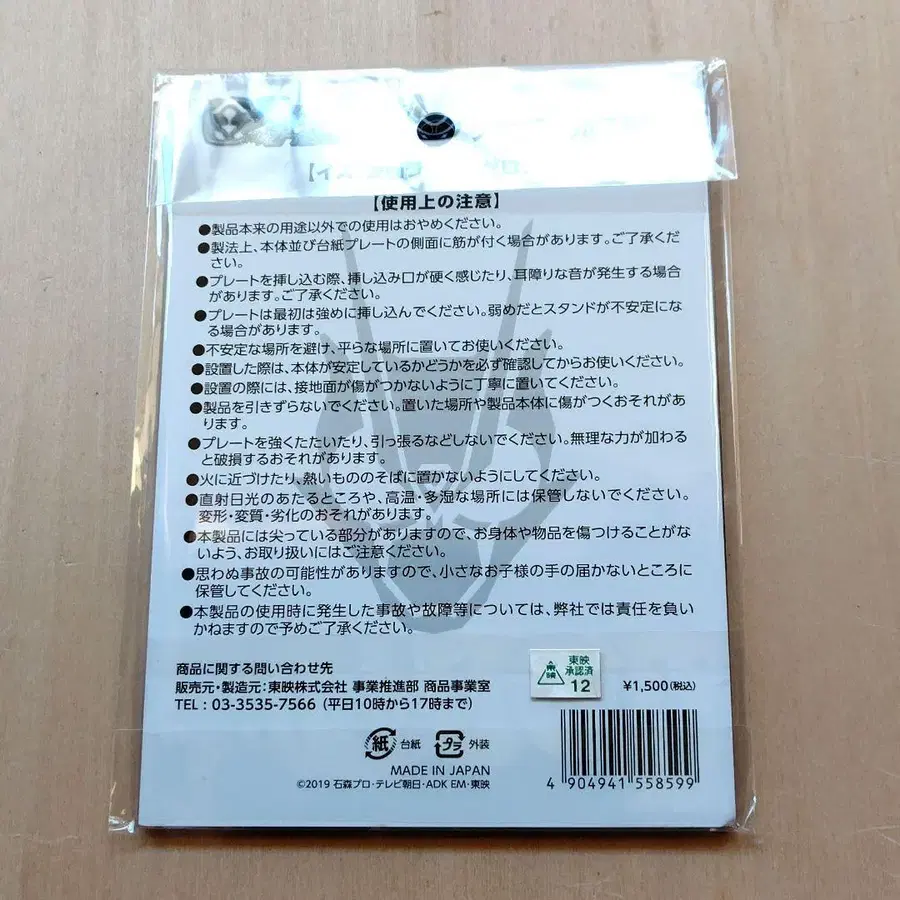 【使用上の注意】
●製品本来の用途以外での使用はおやめください。
●製法上、本体並び台紙プレートの側面に筋が付く場合があります。ご了承くだ
さい。
●プレートを挿し込む際、挿し込み口が硬く感じたり、耳障りな音が発生する場合
があります。ご了承ください。
●プレートは最初は強めに挿し込んでください。弱めだとスタンドが不安定にな
る場合があります。
●不安定な場所を避け、平らな場所に置いてお使いください。
●設置した際は、本体が安定しているかどうかを必ず確認してからお使いください。
●設置の際には、接地面が傷がつかないように丁寧に置いてください。
●製品を引きずらないでください。置いた場所や製品本体に傷がつくおそれがあ
ります。
●プレートを強くたたいたり、引っ張るなどしないでください。無理な力が加わる
と破損するおそれがあります。
●火に近づけたり、熱いもののそばに置かないようにしてください。
●直射日光のあたるところや、高温・多湿な場所には保管しないでください。
変形・変質・劣化のおそれがあります。
●本製品には尖っている部分がありますので、お身体や物品を傷つけることがな
いよう、お取り扱いにはご注意ください。
●思わぬ事故の可能性がありますので、小さなお子様の手の届かないところに
保管してください。
●本製品の使用時に発生した事故や故障等については、弊社では責任を負い
かねますので予めご了承ください。
商品に関する問い合わせ先
販売元・製造元：東映株式会社 事業推進部 商品事業室
TEL : 03-3535-7566 (平日10時から17時まで)
東映
東映
承認済
12
¥1,500(税込)
紙 台紙 プラ 外装
MADE IN JAPAN
©2019 石森プロ・テレビ朝日・ADK EM・東映
4 904941 558599